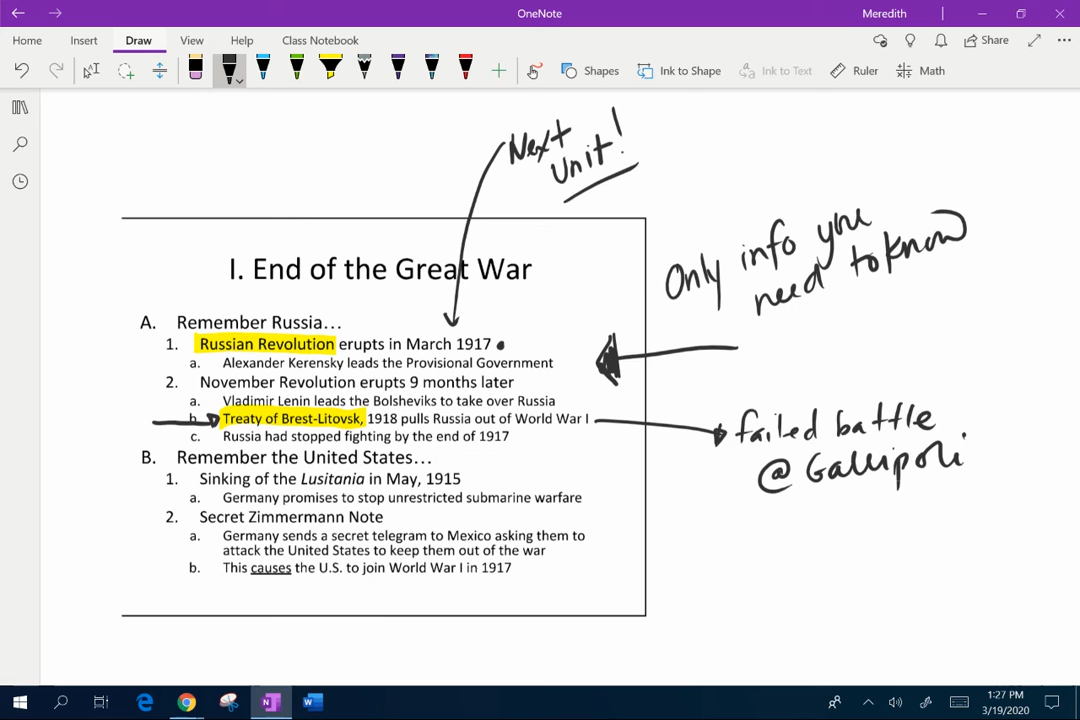 OneNote
Meredith
Home Insert Draw View Help Class Notebook
Share
Shapes Ink to Shape Ink to Text Ruler Math
Next
Unit!
Only info you
need to know
I. End of the Great War
A. Remember Russia...
1. Russian Revolution erupts in March 1917
a. Alexander Kerensky leads the Provisional Government
2. November Revolution erupts 9 months later
a. Vladimir Lenin leads the Bolsheviks to take over Russia
b. Treaty of Brest-Litovsk, 1918 pulls Russia out of World War I
c. Russia had stopped fighting by the end of 1917
failed battle
@ Gallipoli
B. Remember the United States...
1. Sinking of the Lusitania in May, 1915
a. Germany promises to stop unrestricted submarine warfare
2. Secret Zimmermann Note
a. Germany sends a secret telegram to Mexico asking them to
attack the United States to keep them out of the war
b. This causes the U.S. to join World War I in 1917
1:27 PM
3/19/2020